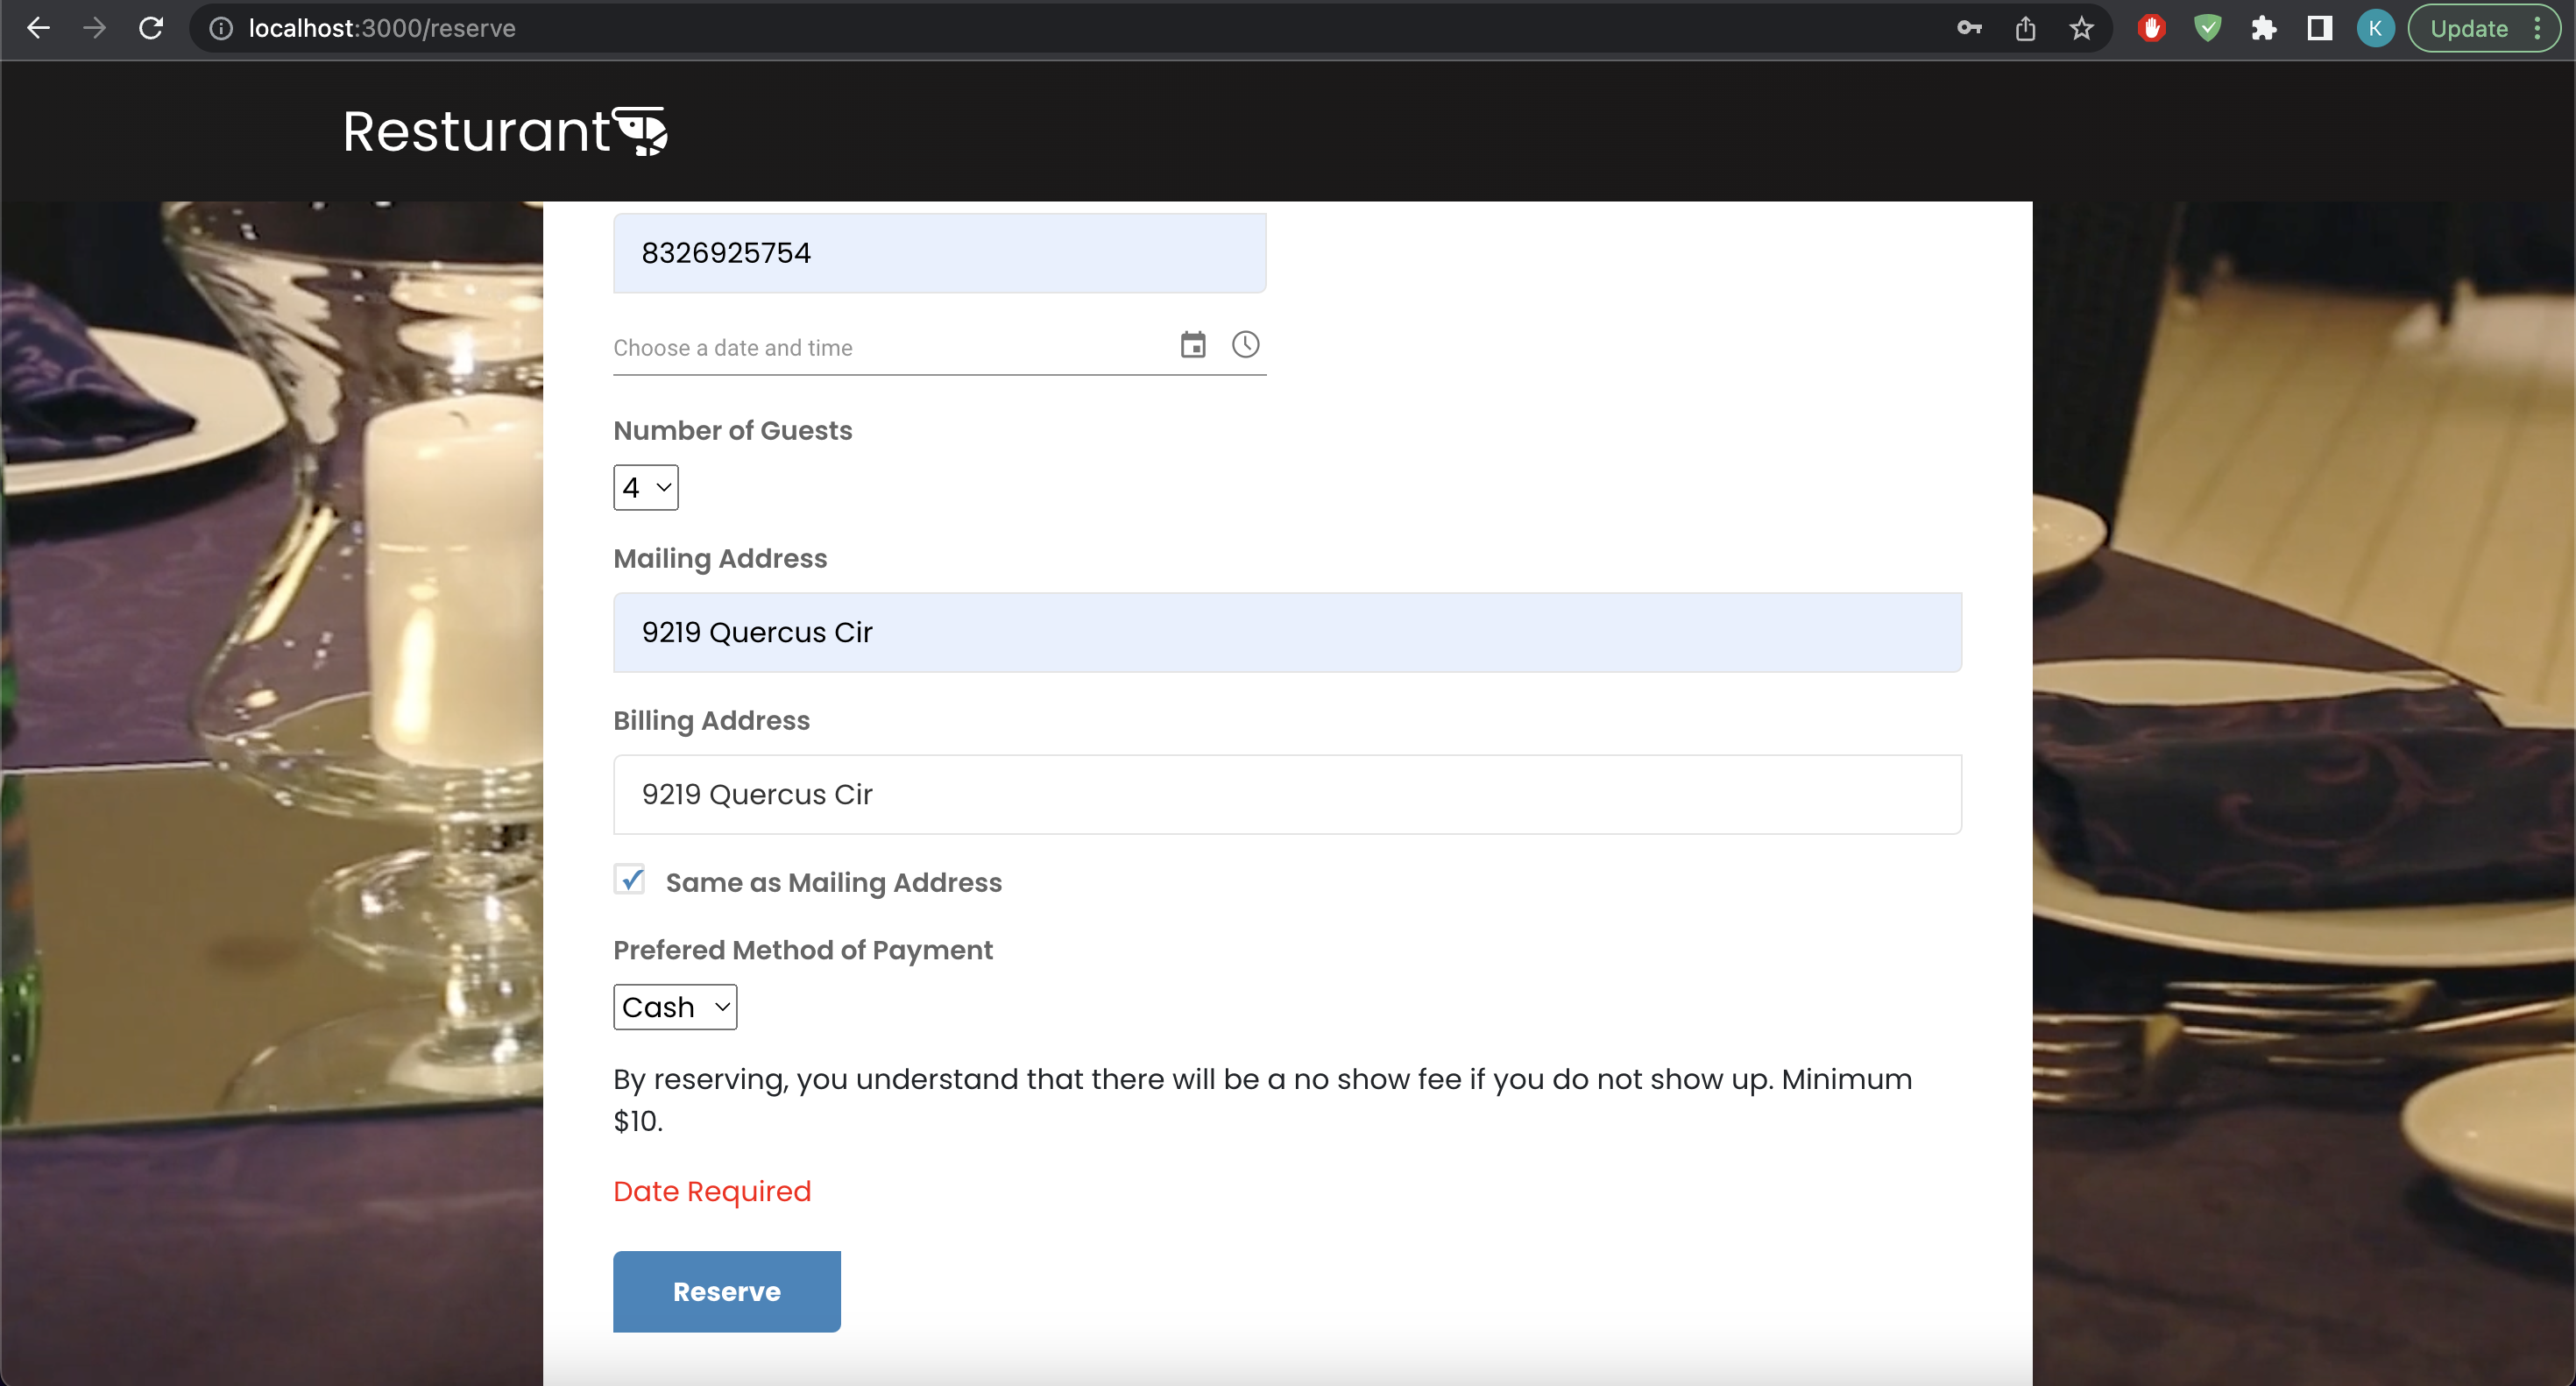 localhost:3000/reserve
K
Update
Resturant
8326925754
Choose a date and time
Number of Guests
4
Mailing Address
9219 Quercus Cir
Billing Address
9219 Quercus Cir
Same as Mailing Address
Prefered Method of Payment
Cash
By reserving, you understand that there will be a no show fee if you do not show up. Minimum
$10.
Date Required
Reserve